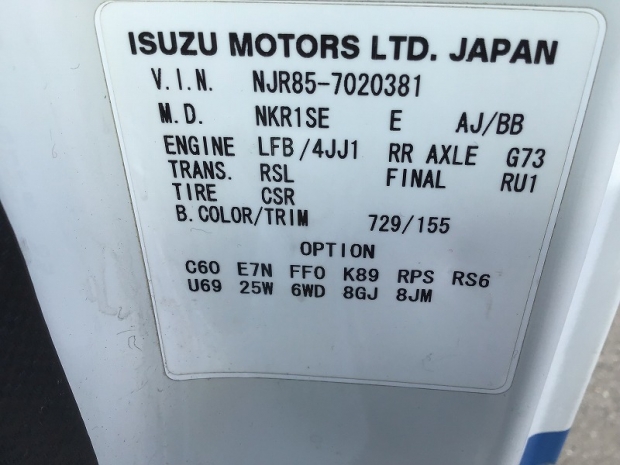 ISUZU MOTORS LTD. JAPAN
V.I.N. NJR85-7020381
M.D. NKR1SE E AJ/BB
ENGINE LFB/4JJ1 RR AXLE G73
TRANS. RSL FINAL RU1
TIRE CSR
B.COLOR/TRIM 729/155
OPTION
C60 E7N FF0 K89 RPS RS6
U69 25W 6WD 8GJ 8JM